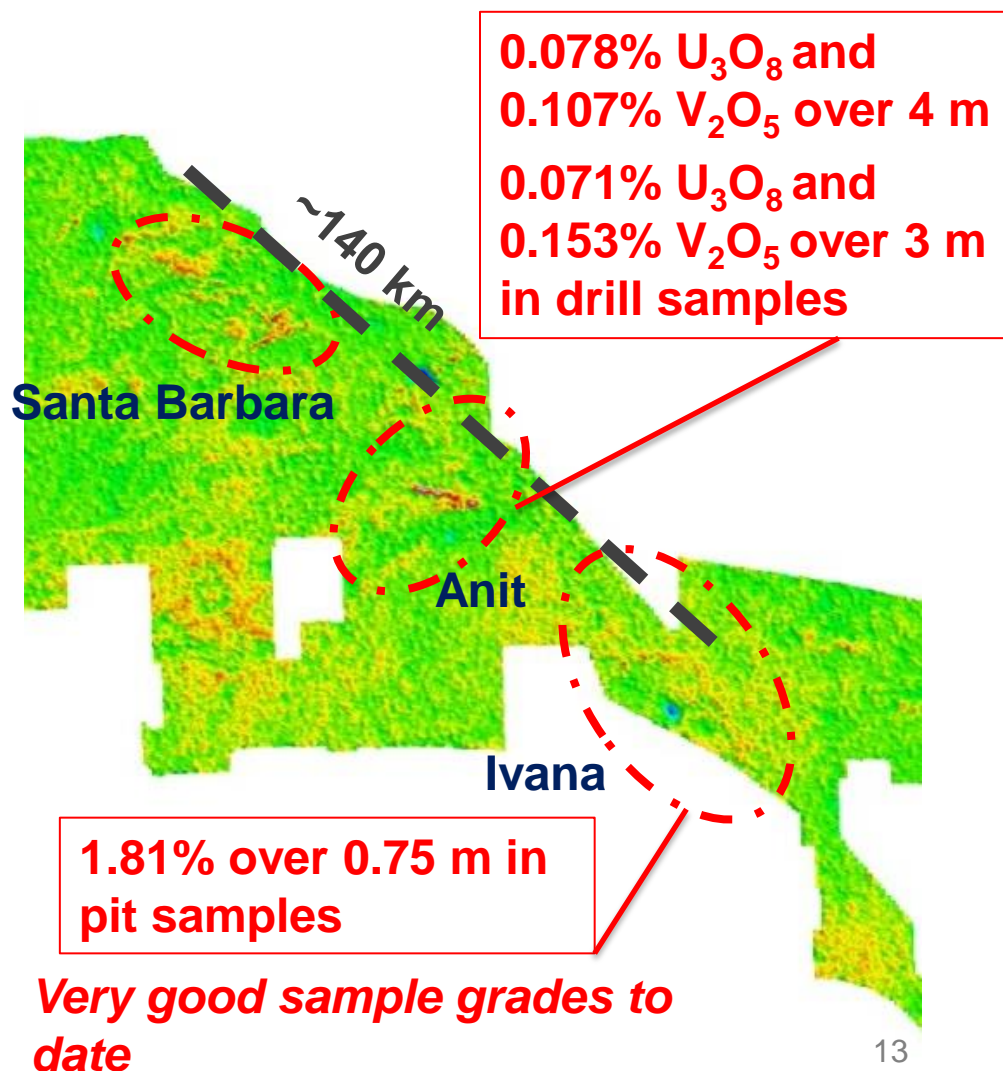 0.078% U₃O₈ and
0.107% V₂O₅ over 4 m
0.071% U₃O₈ and
0.153% V₂O₅ over 3 m
in drill samples
~140 km
Santa Barbara
Anit
Ivana
1.81% over 0.75 m in
pit samples
Very good sample grades to
date
13